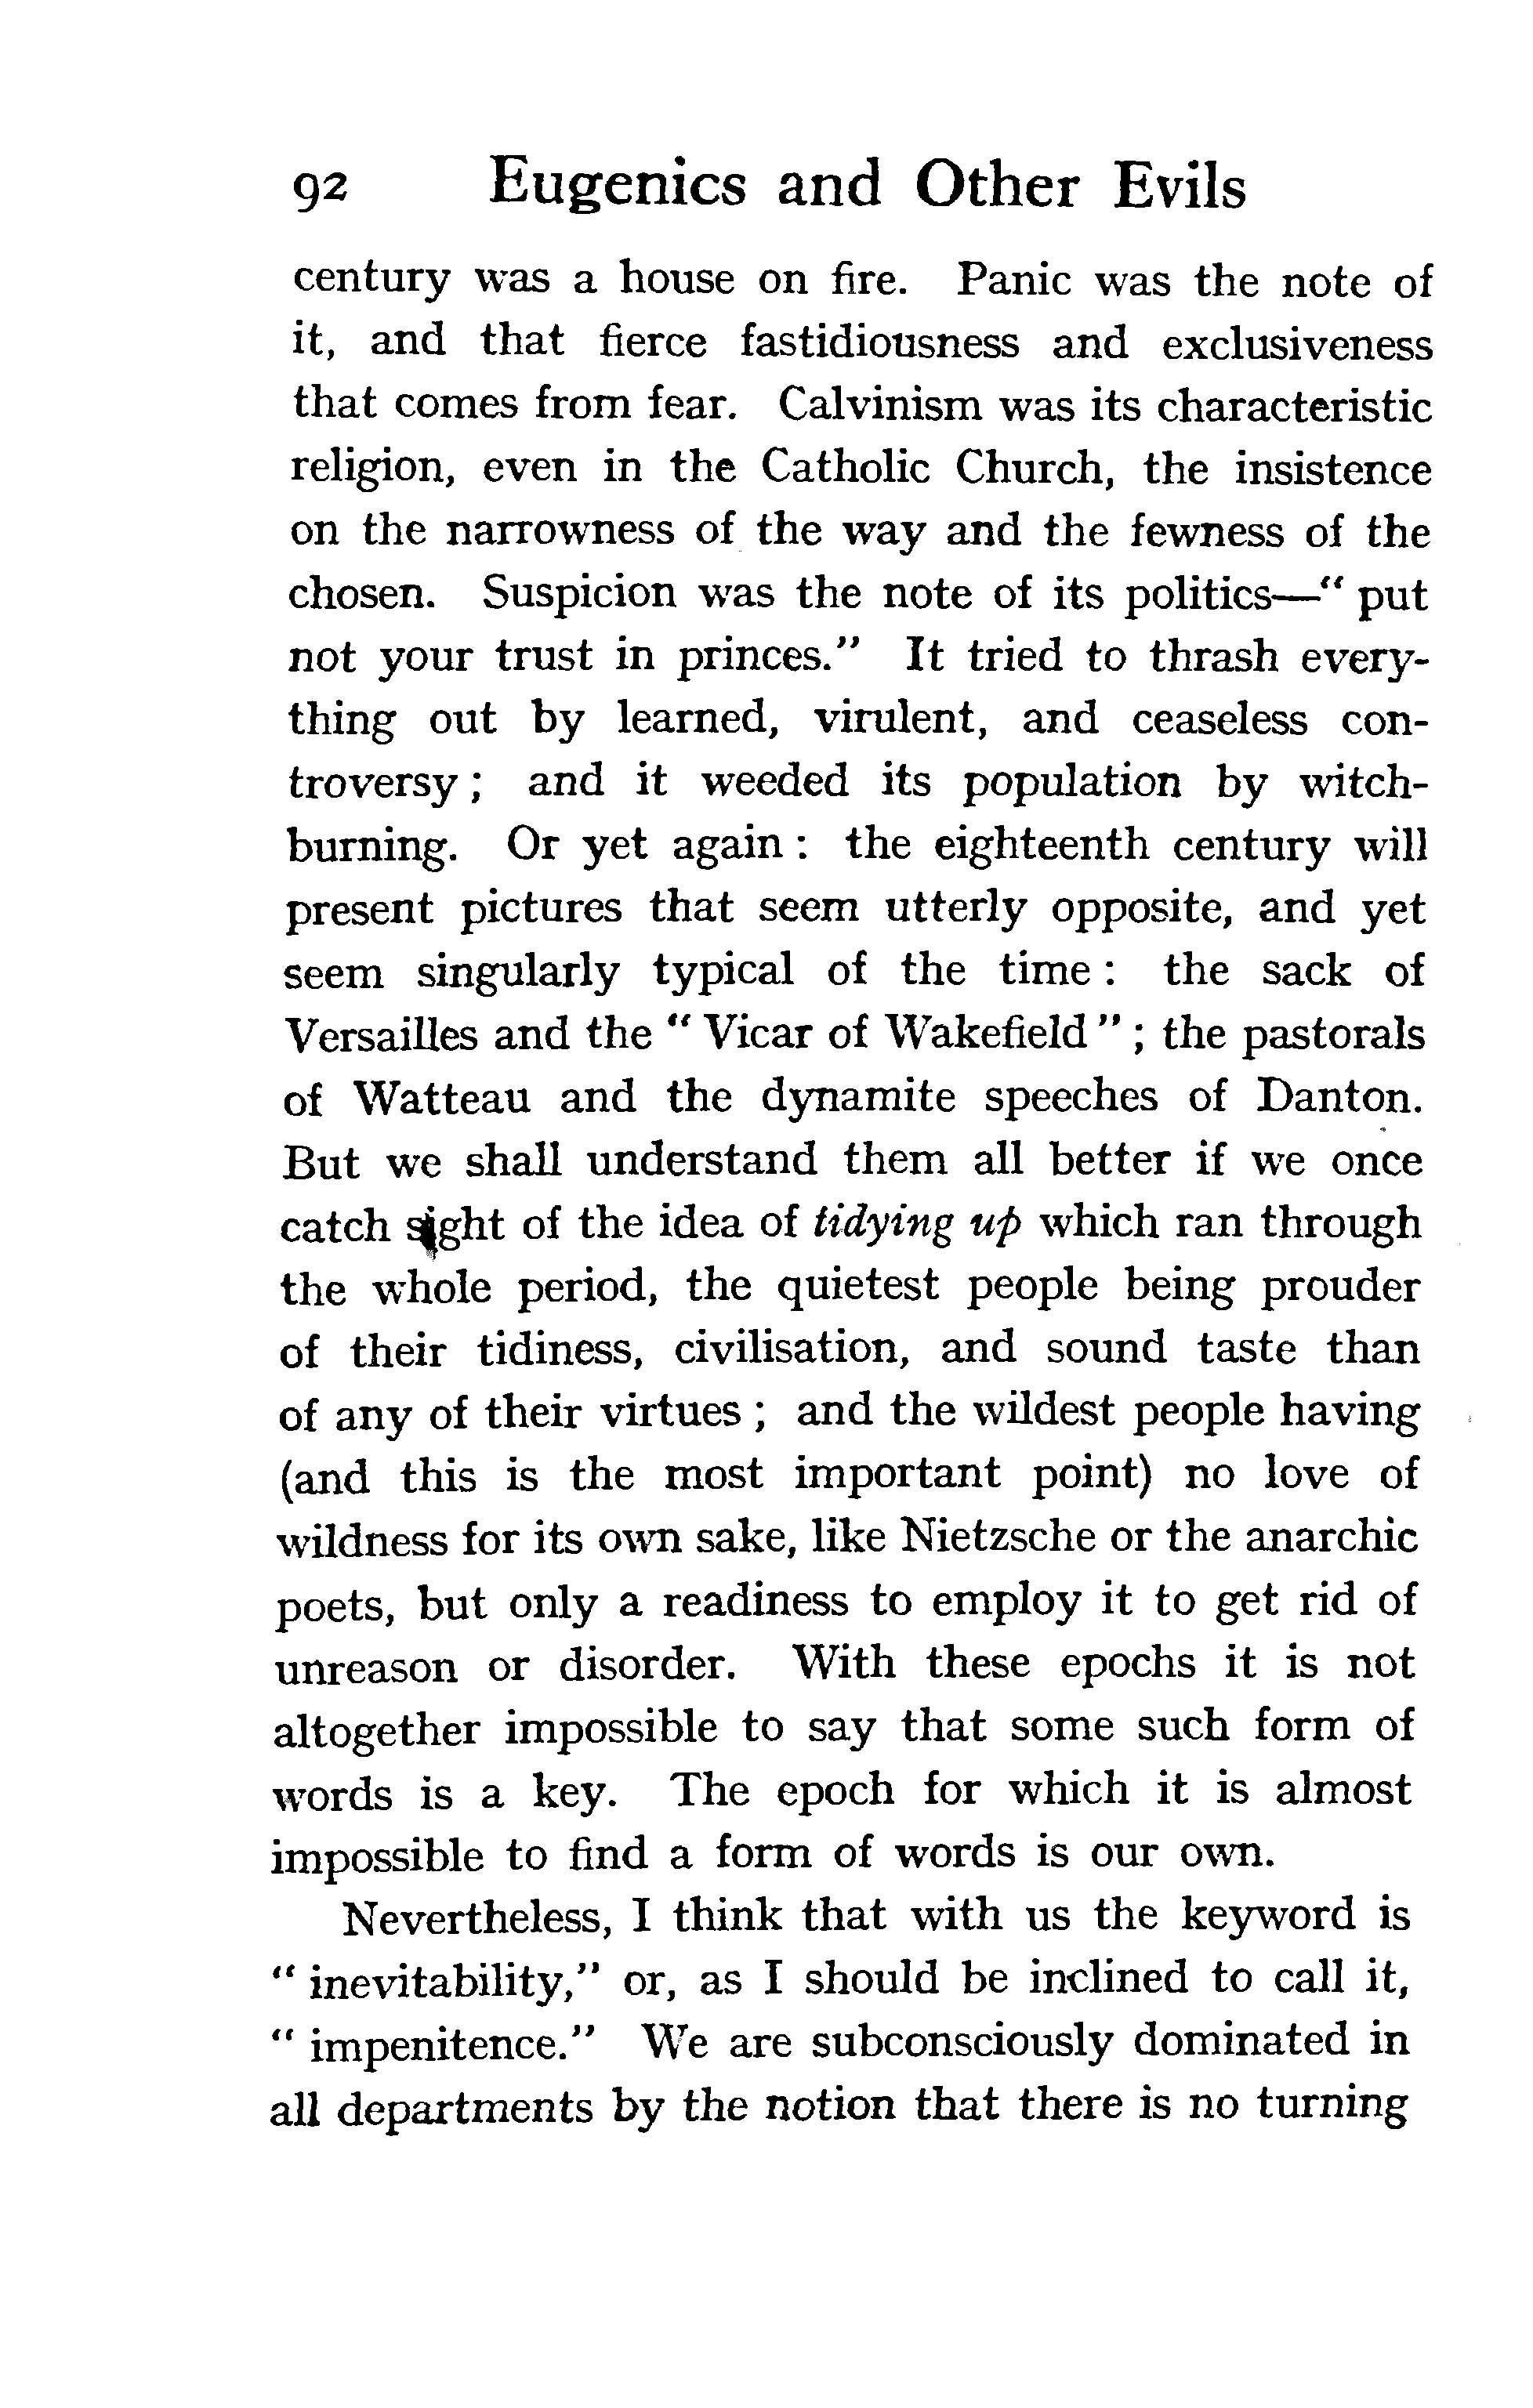 92 Eugenics and Other Evils
century was a house on fire. Panic was the note of
it, and that fierce fastidiousness and exclusiveness
that comes from fear. Calvinism was its characteristic
religion, even in the Catholic Church, the insistence
on the narrowness of the way and the fewness of the
chosen. Suspicion was the note of its politics—“ put
not your trust in princes.” It tried to thrash every-
thing out by learned, virulent, and ceaseless con-
troversy ; and it weeded its population by witch-
burning. Or yet again : the eighteenth century will
present pictures that seem utterly opposite, and yet
seem singularly typical of the time : the sack of
Versailles and the “ Vicar of Wakefield ” ; the pastorals
of Watteau and the dynamite speeches of Danton.
But we shall understand them all better if we once
catch sight of the idea of tidying up which ran through
the whole period, the quietest people being prouder
of their tidiness, civilisation, and sound taste than
of any of their virtues ; and the wildest people having
(and this is the most important point) no love of
wildness for its own sake, like Nietzsche or the anarchic
poets, but only a readiness to employ it to get rid of
unreason or disorder. With these epochs it is not
altogether impossible to say that some such form of
words is a key. The epoch for which it is almost
impossible to find a form of words is our own.
Nevertheless, I think that with us the keyword is
“ inevitability,” or, as I should be inclined to call it,
“ impenitence.” We are subconsciously dominated in
all departments by the notion that there is no turning